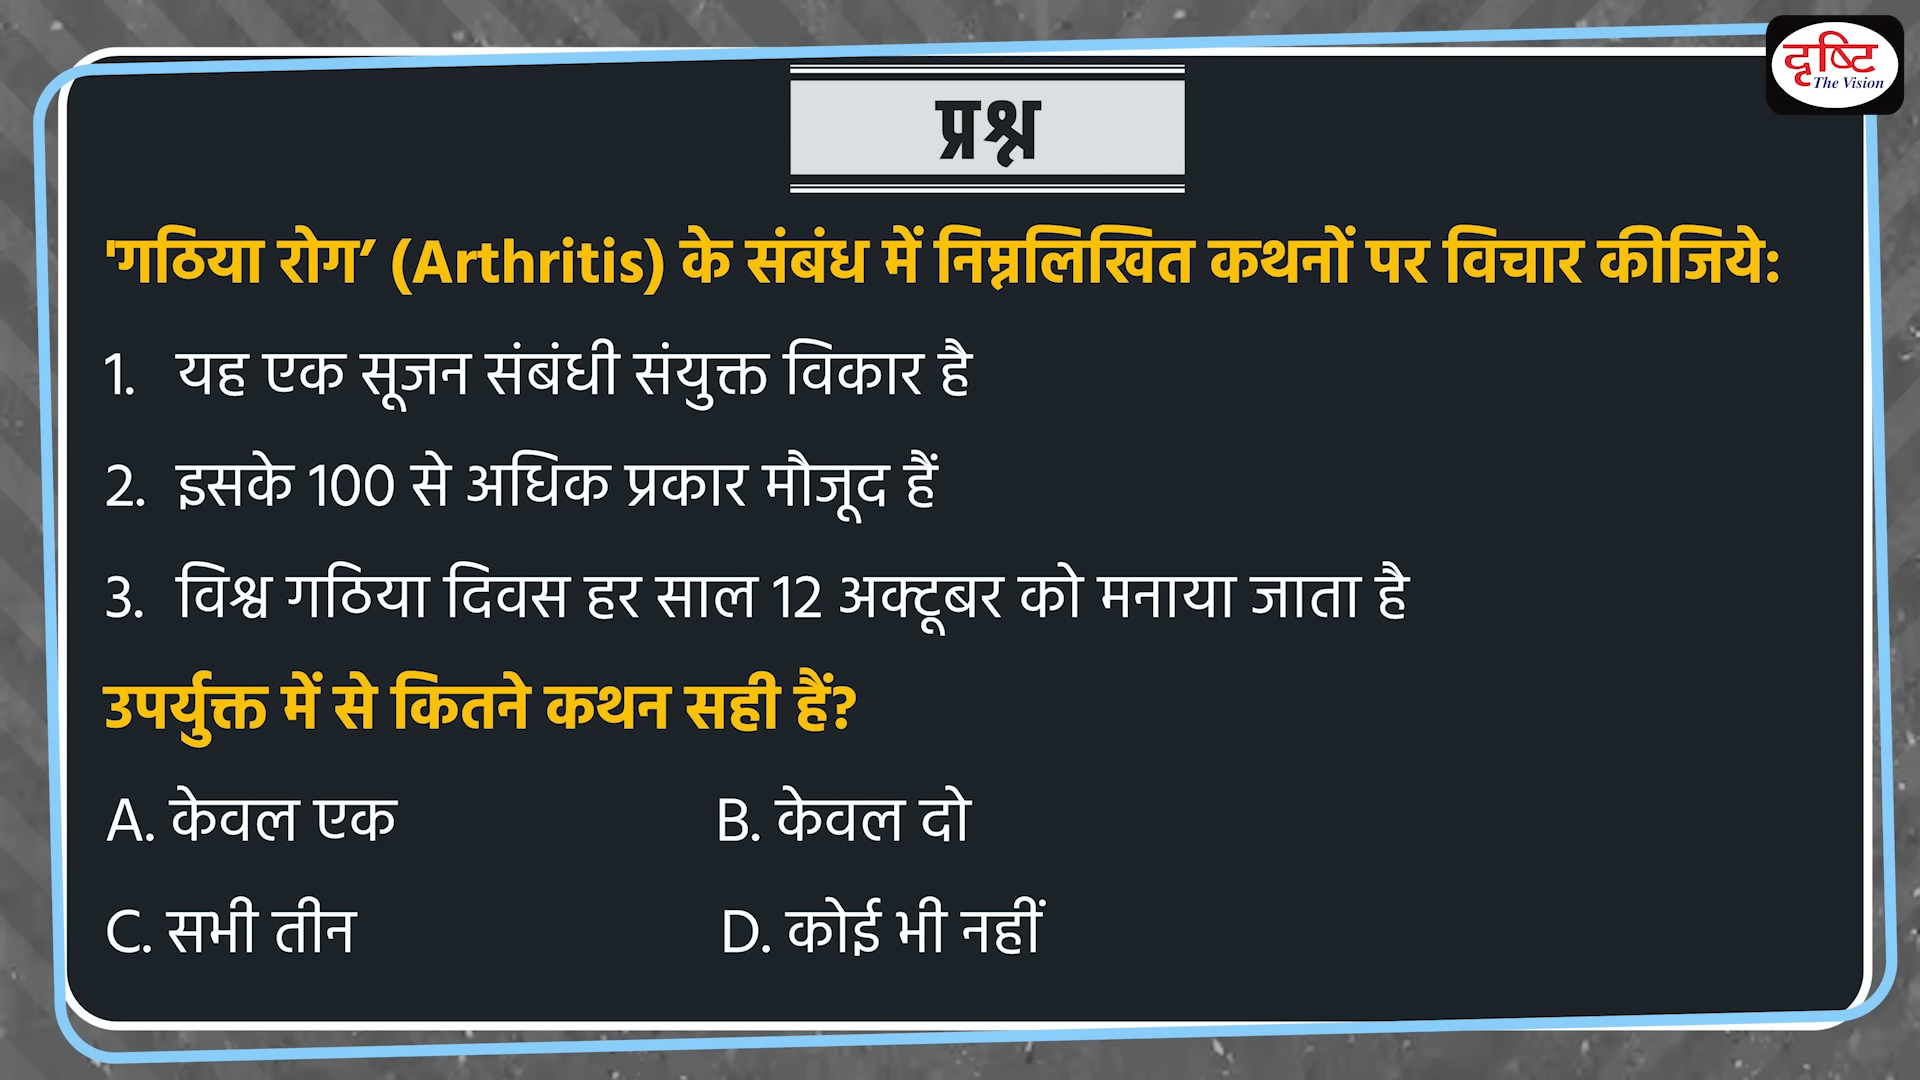 दृष्टि
The Vision
प्रश्न
'गठिया रोग’ (Arthritis) के संबंध में निम्नलिखित कथनों पर विचार कीजिये:
1. यह एक सूजन संबंधी संयुक्त विकार है
2. इसके 100 से अधिक प्रकार मौजूद हैं
3. विश्व गठिया दिवस हर साल 12 अक्टूबर को मनाया जाता है
उपर्युक्त में से कितने कथन सही हैं?
A. केवल एक B. केवल दो
C. सभी तीन D. कोई भी नहीं